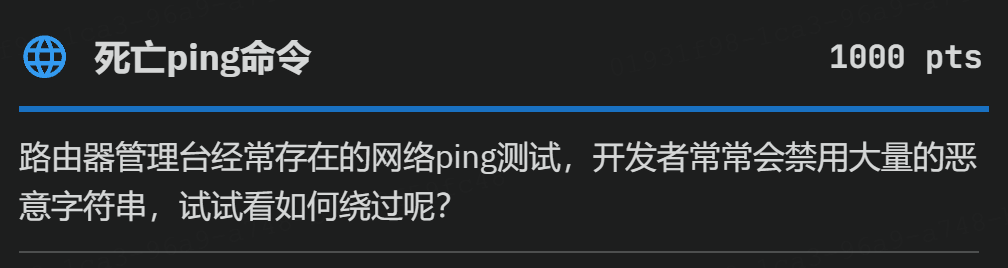 死亡ping命令 1000 pts
路由器管理台经常存在的网络ping测试，开发者常常会禁用大量的恶
意字符串，试试看如何绕过呢？